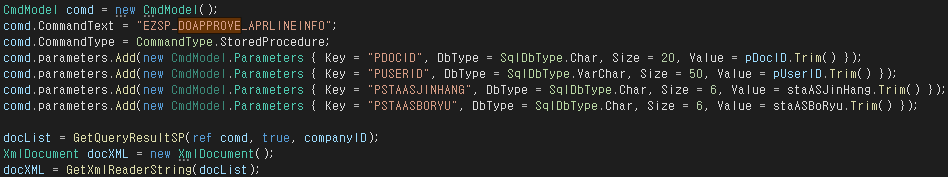 CmdModel comd = new CmdModel();
comd.CommandText = "EZSP_DOAPPROVE_APRLINEINFO";
comd.CommandType = CommandType.StoredProcedure;
comd.parameters.Add(new CmdModel.Parameters { Key = "PDOCID", DbType = SqlDbType.Char, Size = 20, Value = pDocID.Trim() });
comd.parameters.Add(new CmdModel.Parameters { Key = "PUSERID", DbType = SqlDbType.VarChar, Size = 50, Value = pUserID.Trim() });
comd.parameters.Add(new CmdModel.Parameters { Key = "PSTAASJINHANG", DbType = SqlDbType.Char, Size = 6, Value = staASJinHang.Trim() });
comd.parameters.Add(new CmdModel.Parameters { Key = "PSTAASBORYU", DbType = SqlDbType.Char, Size = 6, Value = staASBoRyu.Trim() });
docList = GetQueryResultSP(ref comd, true, companyID);
XmlDocument docXML = new XmlDocument();
docXML = GetXmlReaderString(docList);